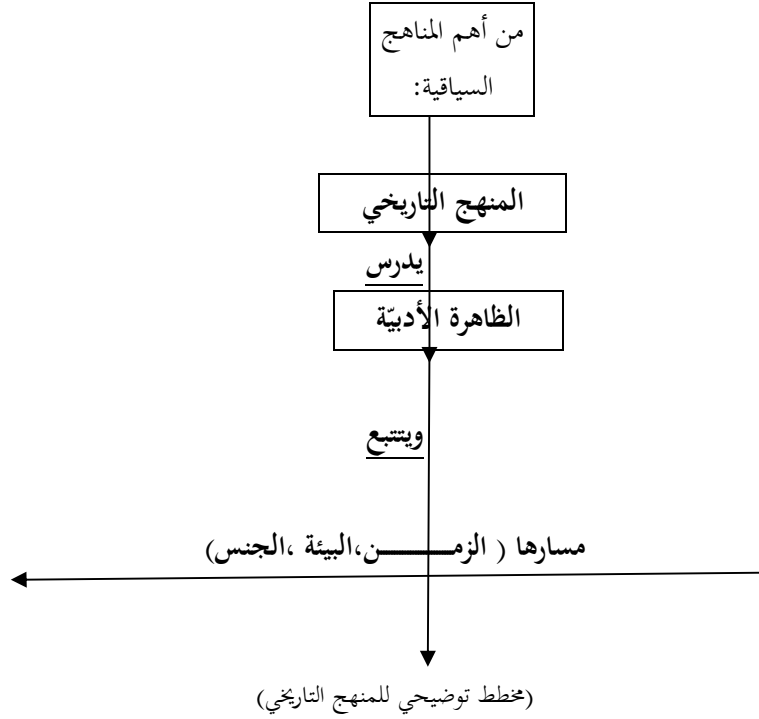 من أهم المناهج
السياقية:
المنهج التاريخي
يدرس
الظاهرة الأدبيّة
ويتتبع
مسارها ( الزمـــــــن،البيئة ،الجنس)
(مخطط توضيحي للمنهج التاريخي)